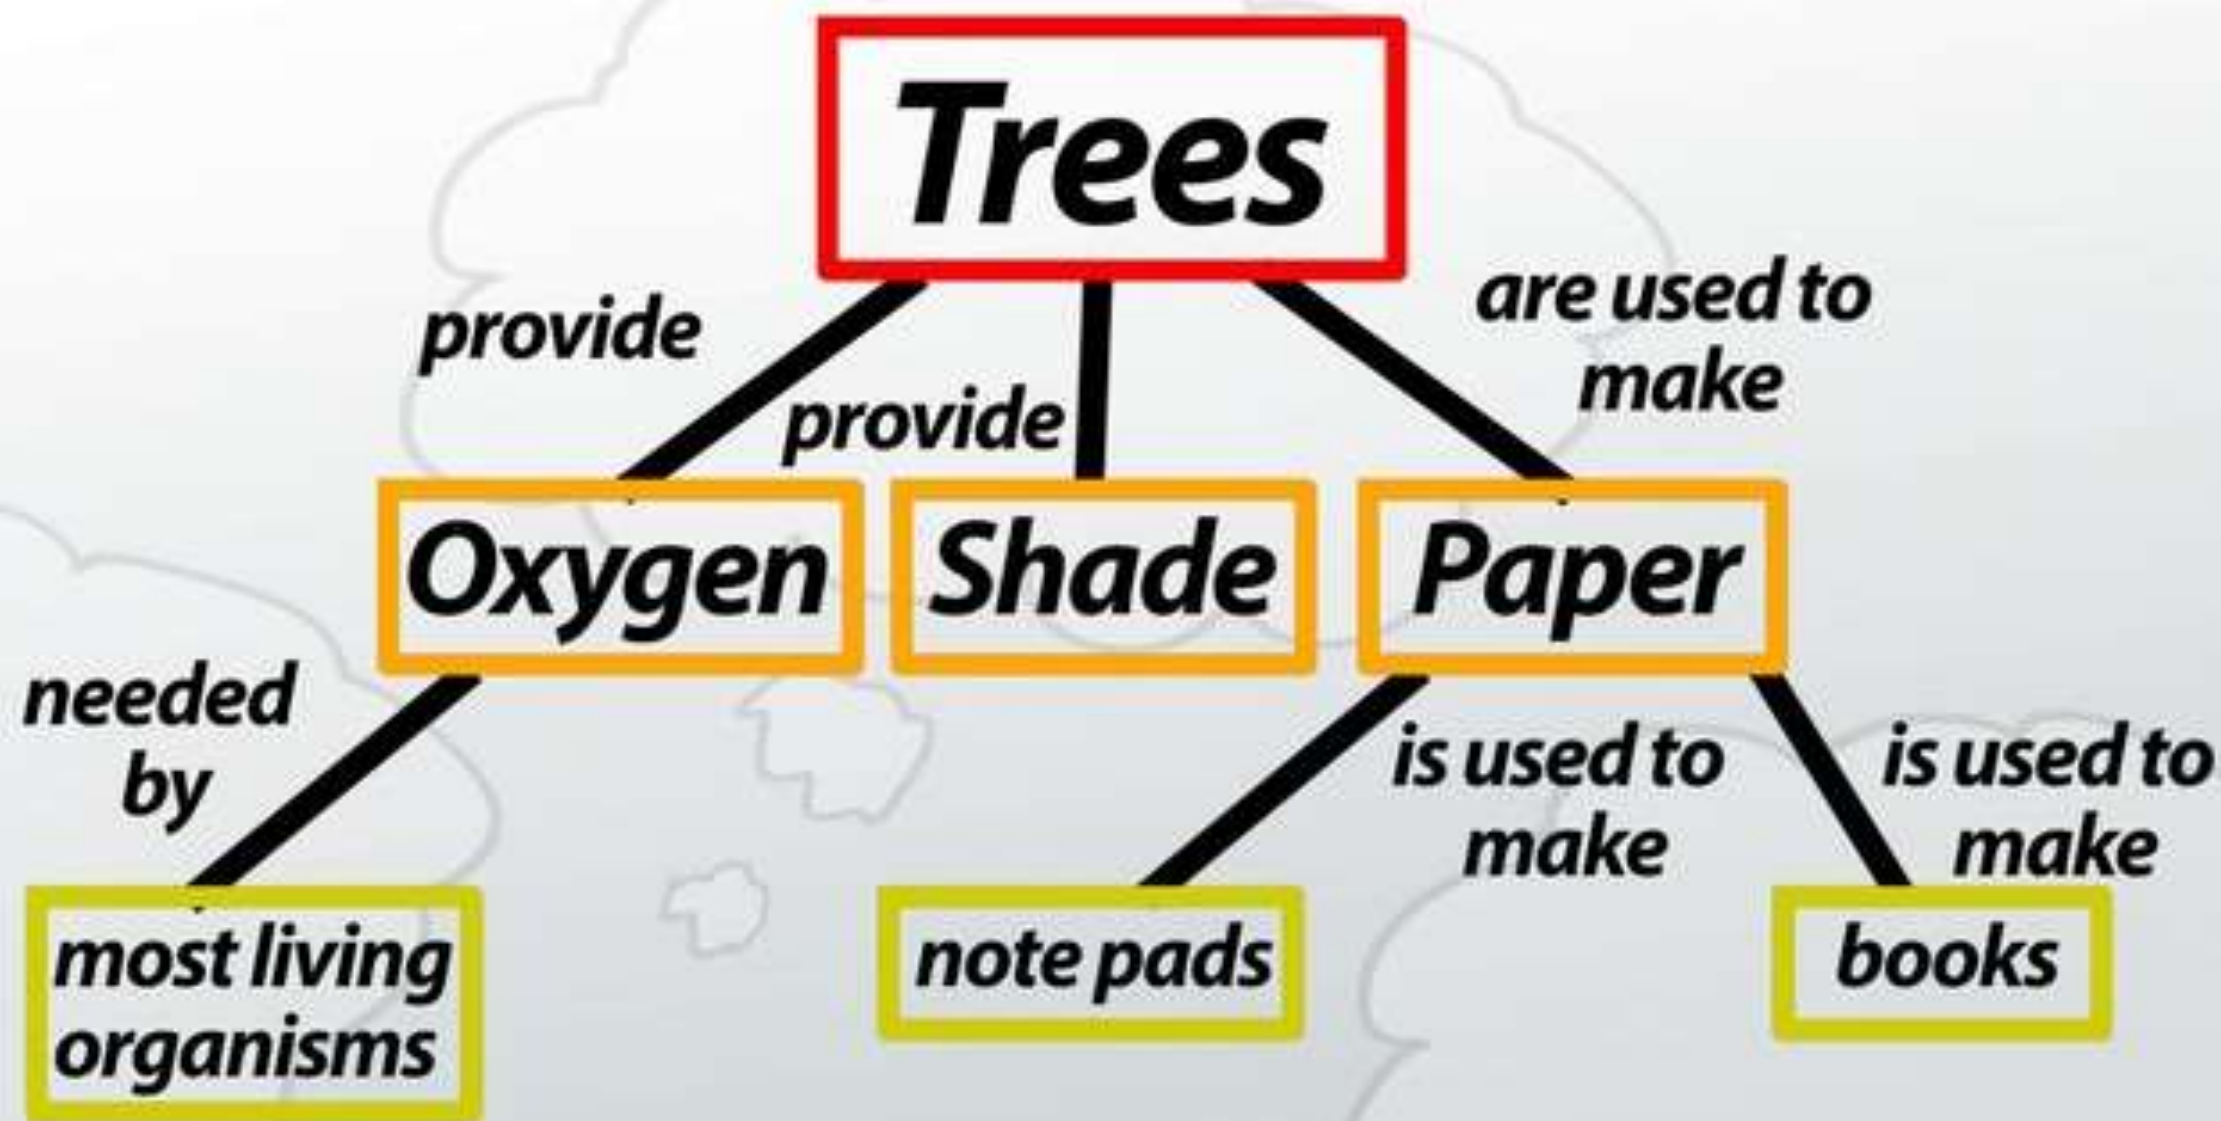 Trees
provide
are used to
make
provide
Oxygen
Shade
Paper
needed
by
is used to
make
is used to
make
most living
organisms
note pads
books